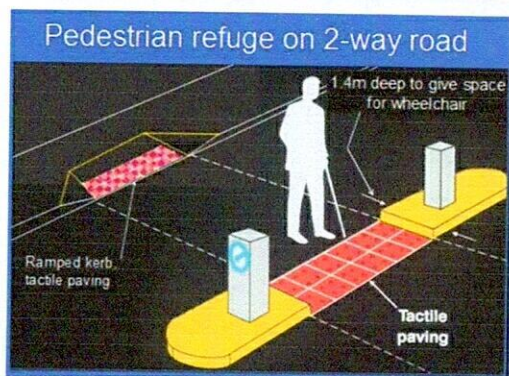 Pedestrian refuge on 2-way road
1.4m deep to give space
for wheelchair
Ramped kerb,
tactile paving
Tactile
paving